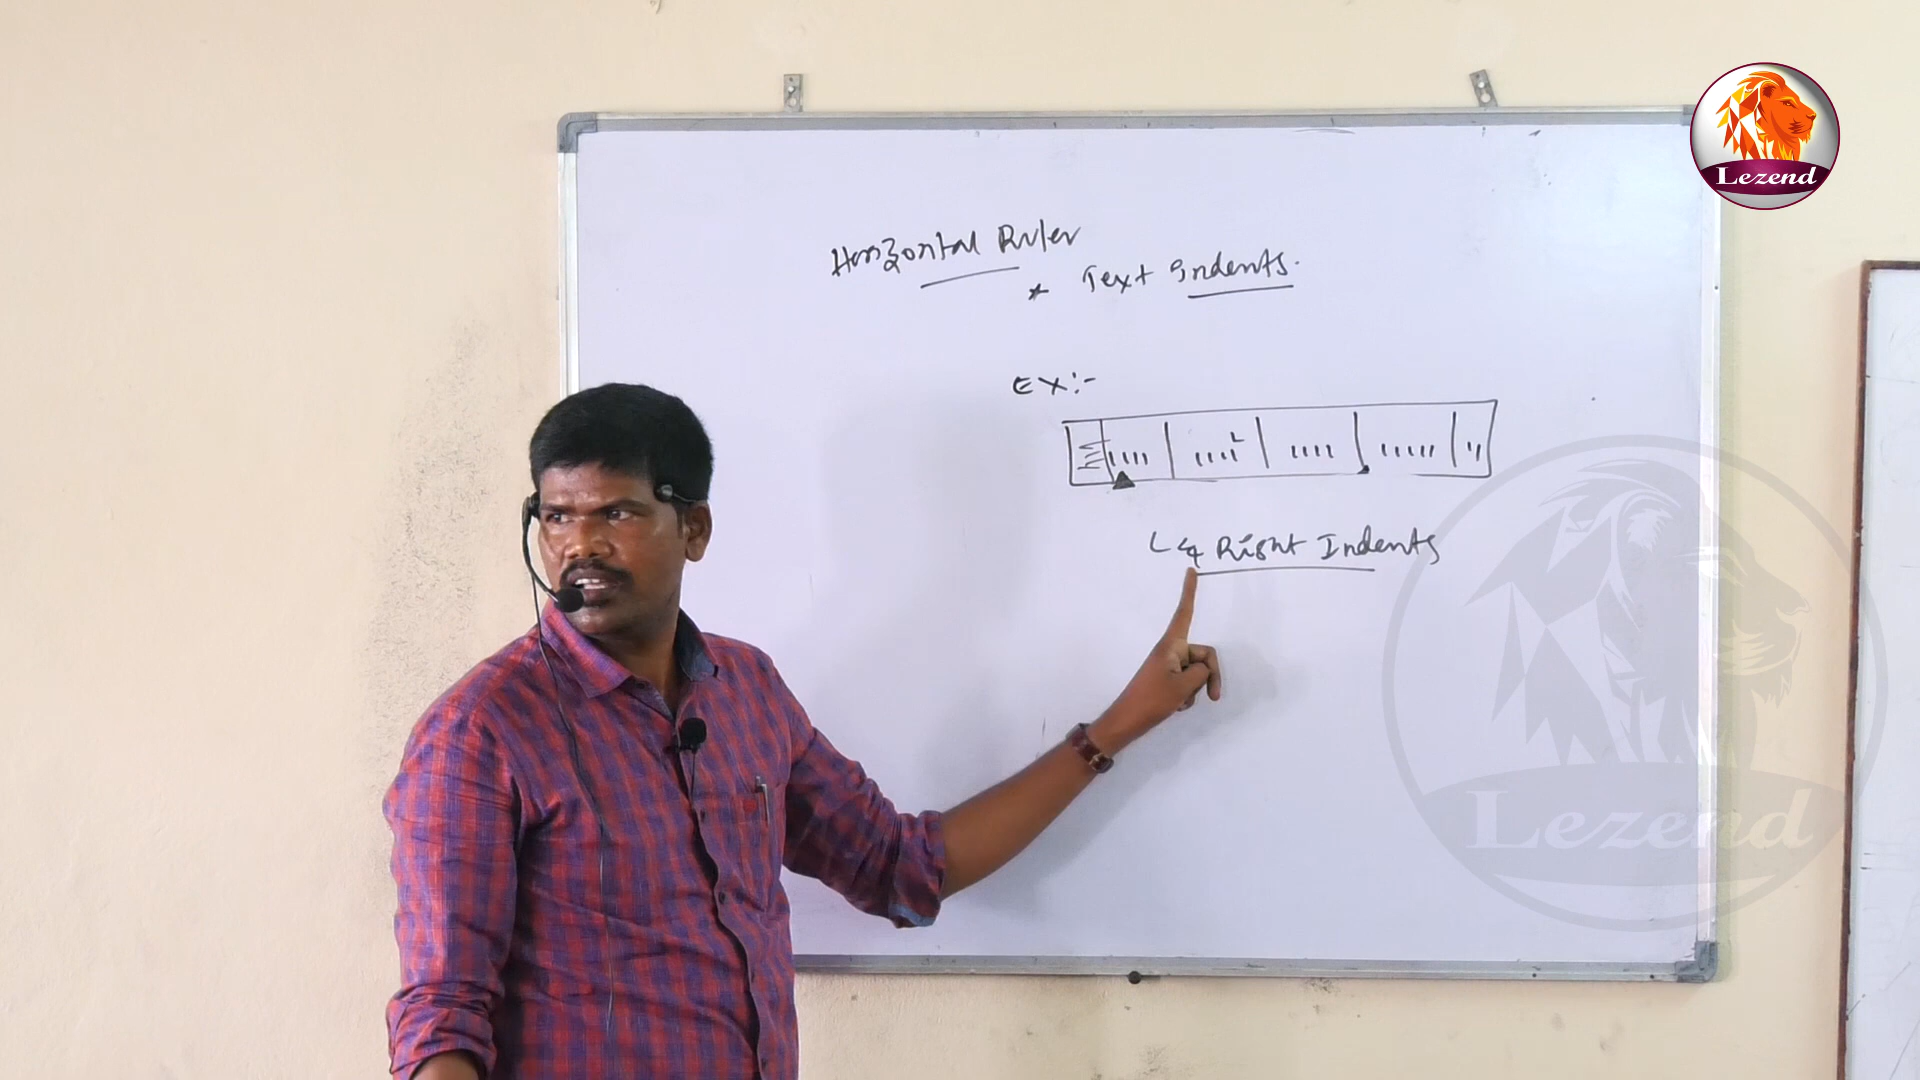 Lezend
Horizontal Ruler
* Text Indents.
EX:-
L
L & Right Indents
Lezend